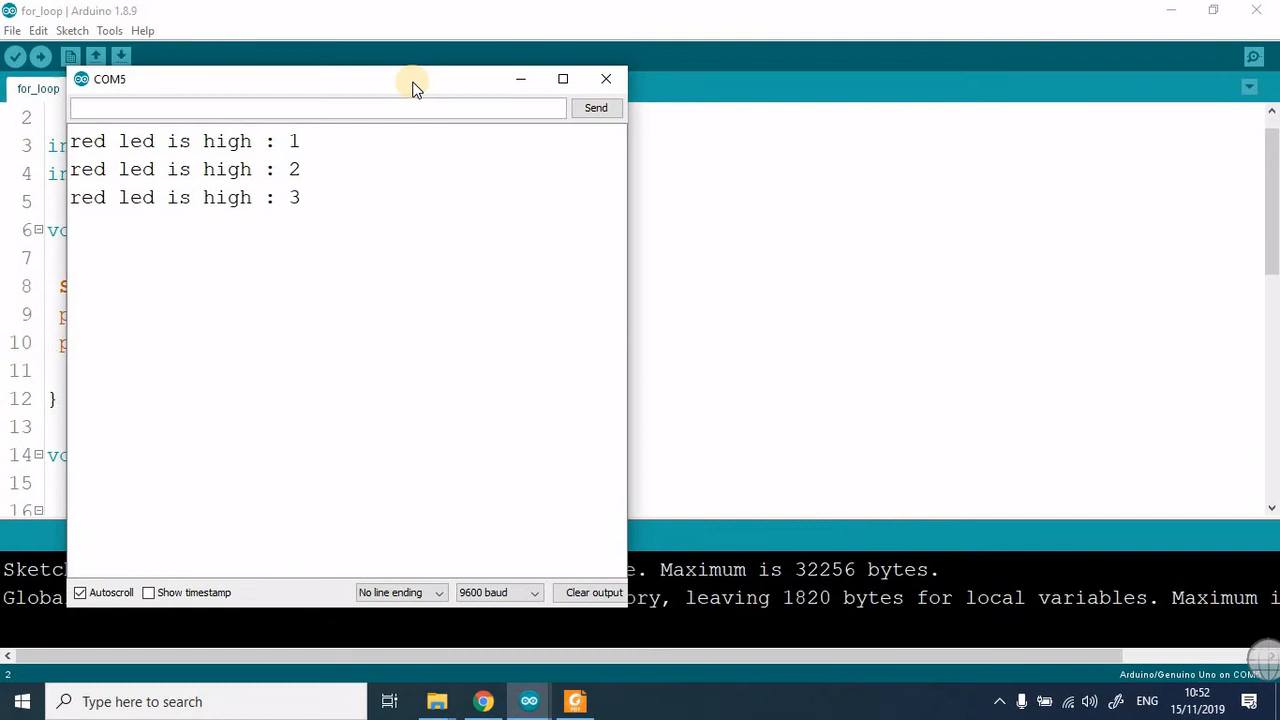 for_loop | Arduino 1.8.9
File Edit Sketch Tools Help
for_loop
COM5
Send
red led is high : 1
red led is high : 2
red led is high : 3
2
3
4
5
6
7
8
9
10
11
12 }
13
14
15
16
Autoscroll Show timestamp No line ending 9600 baud Clear output
Sketc e. Maximum is 32256 bytes.
Globa ory, leaving 1820 bytes for local variables. Maximum i
2
Arduino/Genuino Uno on COM5
Type here to search
ENG
10:52
15/11/2019